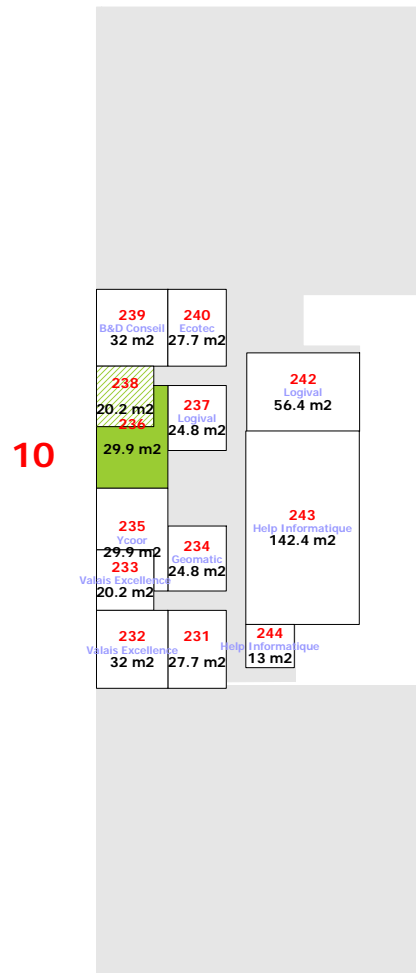 239
B&D Conseil
32 m2
240
Ecotec
27.7 m2
238
20.2 m2
236
29.9 m2
237
Logival
24.8 m2
242
Logival
56.4 m2
10
243
Help Informatique
142.4 m2
235
Ycoor
29.9 m2
234
Geomatic
24.8 m2
233
Valais Excellence
20.2 m2
232
Valais Excellence
32 m2
231
27.7 m2
244
Help Informatique
13 m2